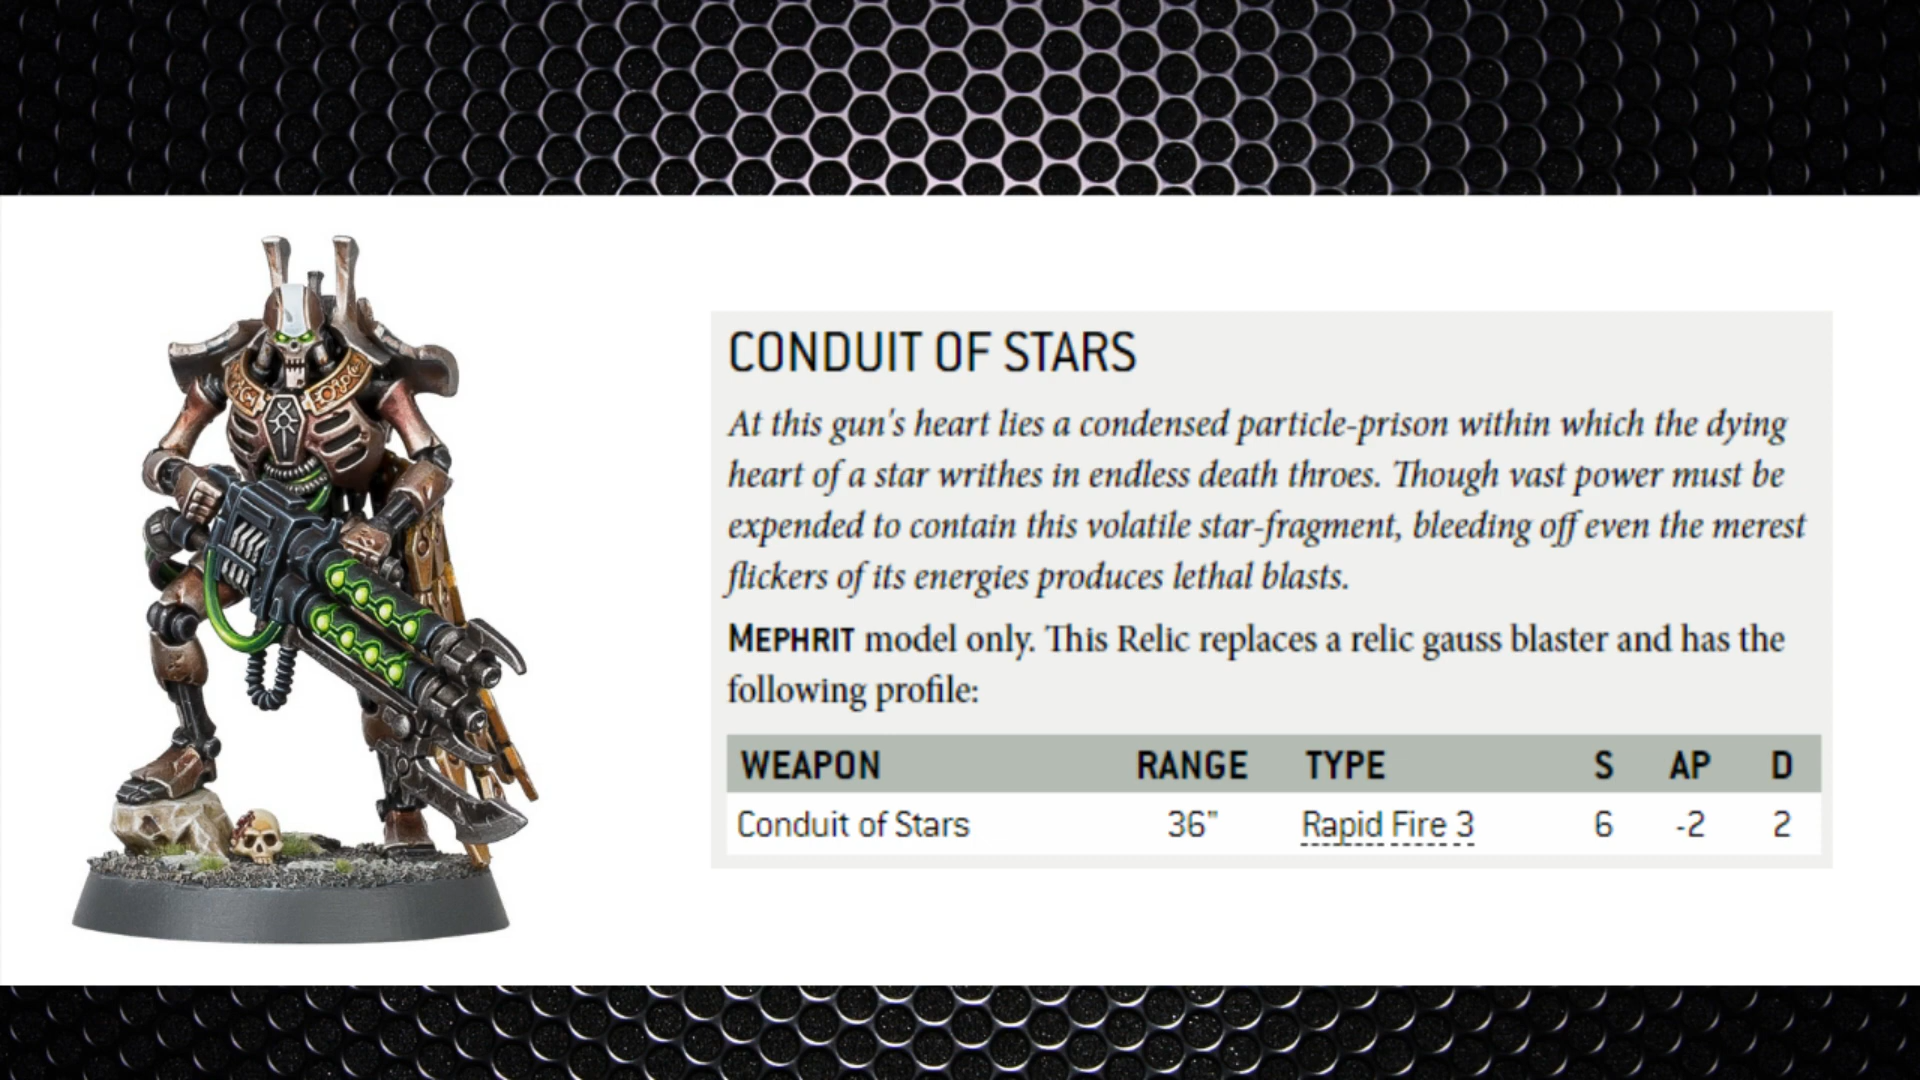 CONDUIT OF STARS
At this gun's heart lies a condensed particle-prison within which the dying
heart of a star writhes in endless death throes. Though vast power must be
expended to contain this volatile star-fragment, bleeding off even the merest
flickers of its energies produces lethal blasts.
MEPHRIT model only. This Relic replaces a relic gauss blaster and has the
following profile:
WEAPON RANGE TYPE S AP D
Conduit of Stars 36" Rapid Fire 3 6 -2 2